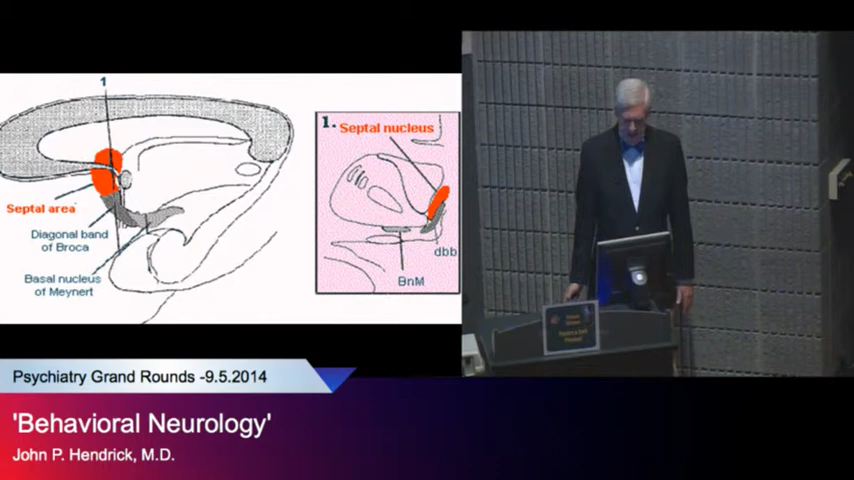 1
Septal area
Diagonal band
of Broca
Basal nucleus
of Meynert
1.
Septal nucleus
dbb
BnM
Psychiatry Grand Rounds -9.5.2014
'Behavioral Neurology'
John P. Hendrick, M.D.